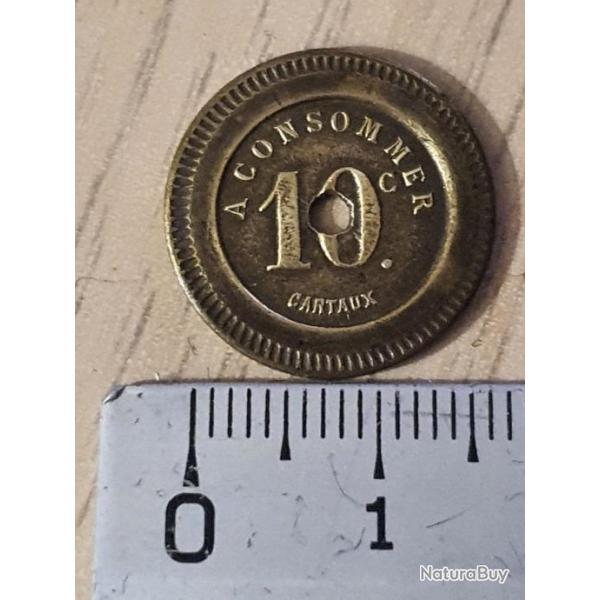 A CONSOMMER
10 C.
CARTAUX
0 1
NaturaBuy